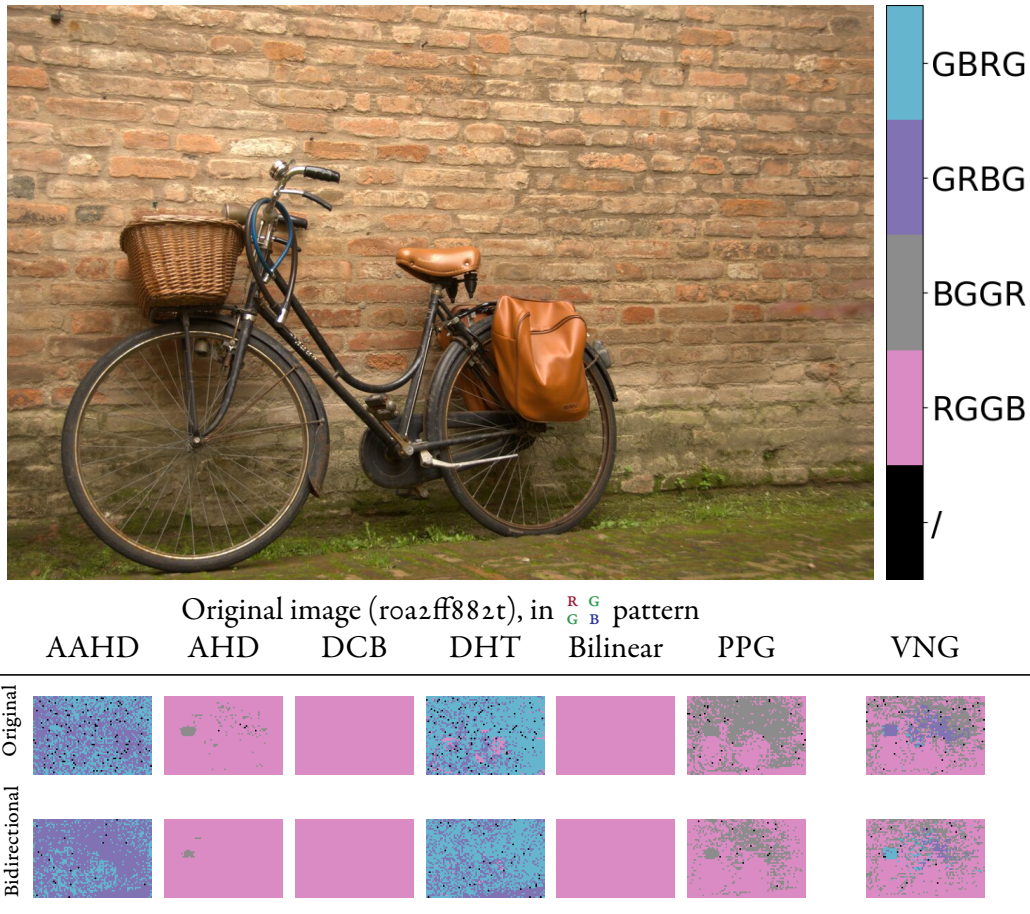 GBRG
GRBG
BGGR
RGGB
/
Original image (r0a2ff882t), in R G G B pattern
AAHD AHD DCB DHT Bilinear PPG VNG
Original
Bidirectional